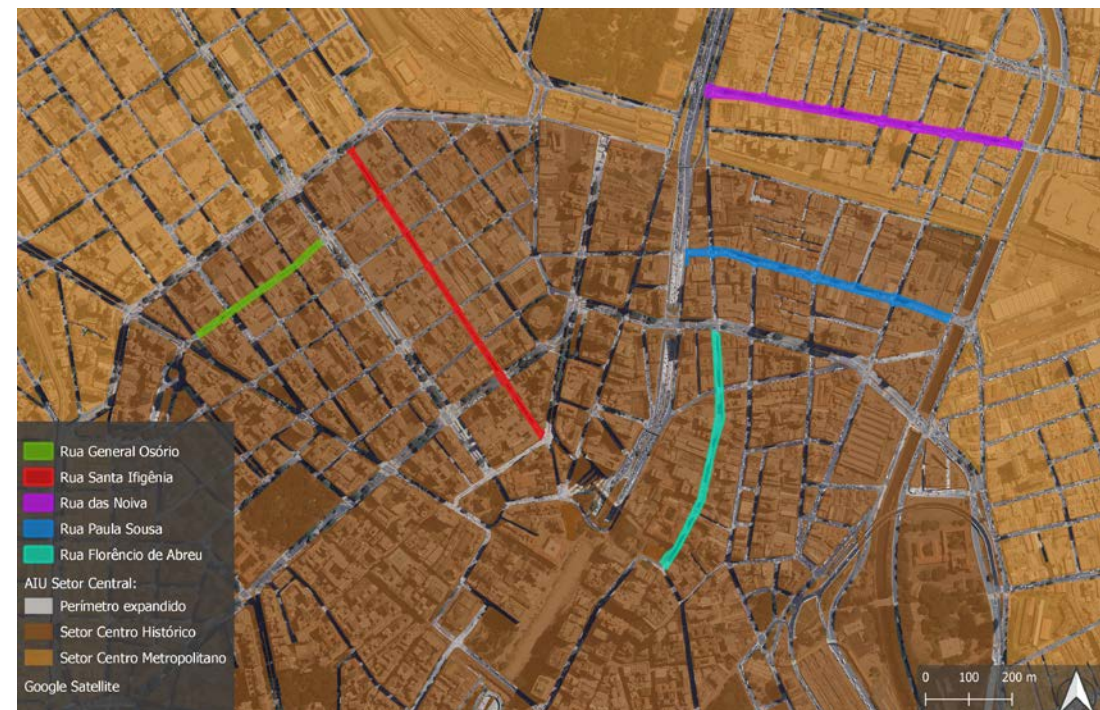 Rua General Osório
Rua Santa Ifigênia
Rua das Noiva
Rua Paula Sousa
Rua Florêncio de Abreu
AIU Setor Central:
Perímetro expandido
Setor Centro Histórico
Setor Centro Metropolitano
Google Satellite
0 100 200 m